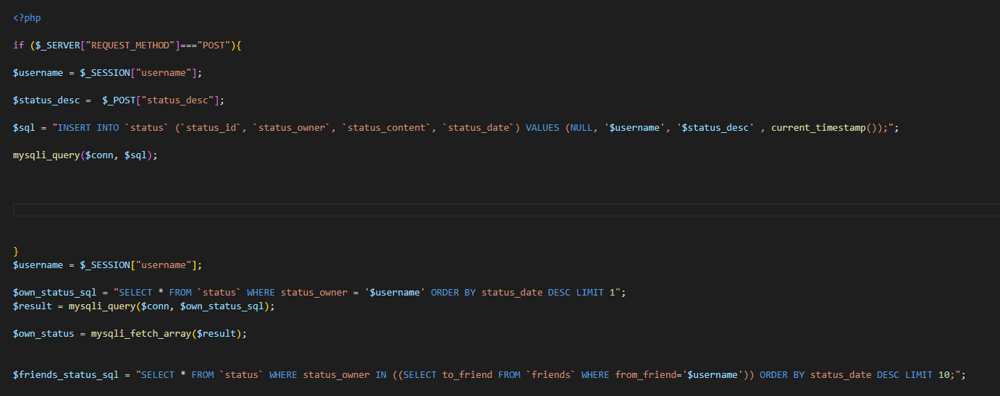 <?php
if ($_SERVER["REQUEST_METHOD"]==="POST"){
$username = $_SESSION["username"];
$status_desc =  $_POST["status_desc"];
$sql = "INSERT INTO `status` (`status_id`, `status_owner`, `status_content`, `status_date`) VALUES (NULL, '$username', '$status_desc' , current_timestamp());";
mysqli_query($conn, $sql);
}
$username = $_SESSION["username"];
$own_status_sql = "SELECT * FROM `status` WHERE status_owner = '$username' ORDER BY status_date DESC LIMIT 1";
$result = mysqli_query($conn, $own_status_sql);
$own_status = mysqli_fetch_array($result);
$friends_status_sql = "SELECT * FROM `status` WHERE status_owner IN ((SELECT to_friend FROM `friends` WHERE from_friend='$username')) ORDER BY status_date DESC LIMIT 10;";